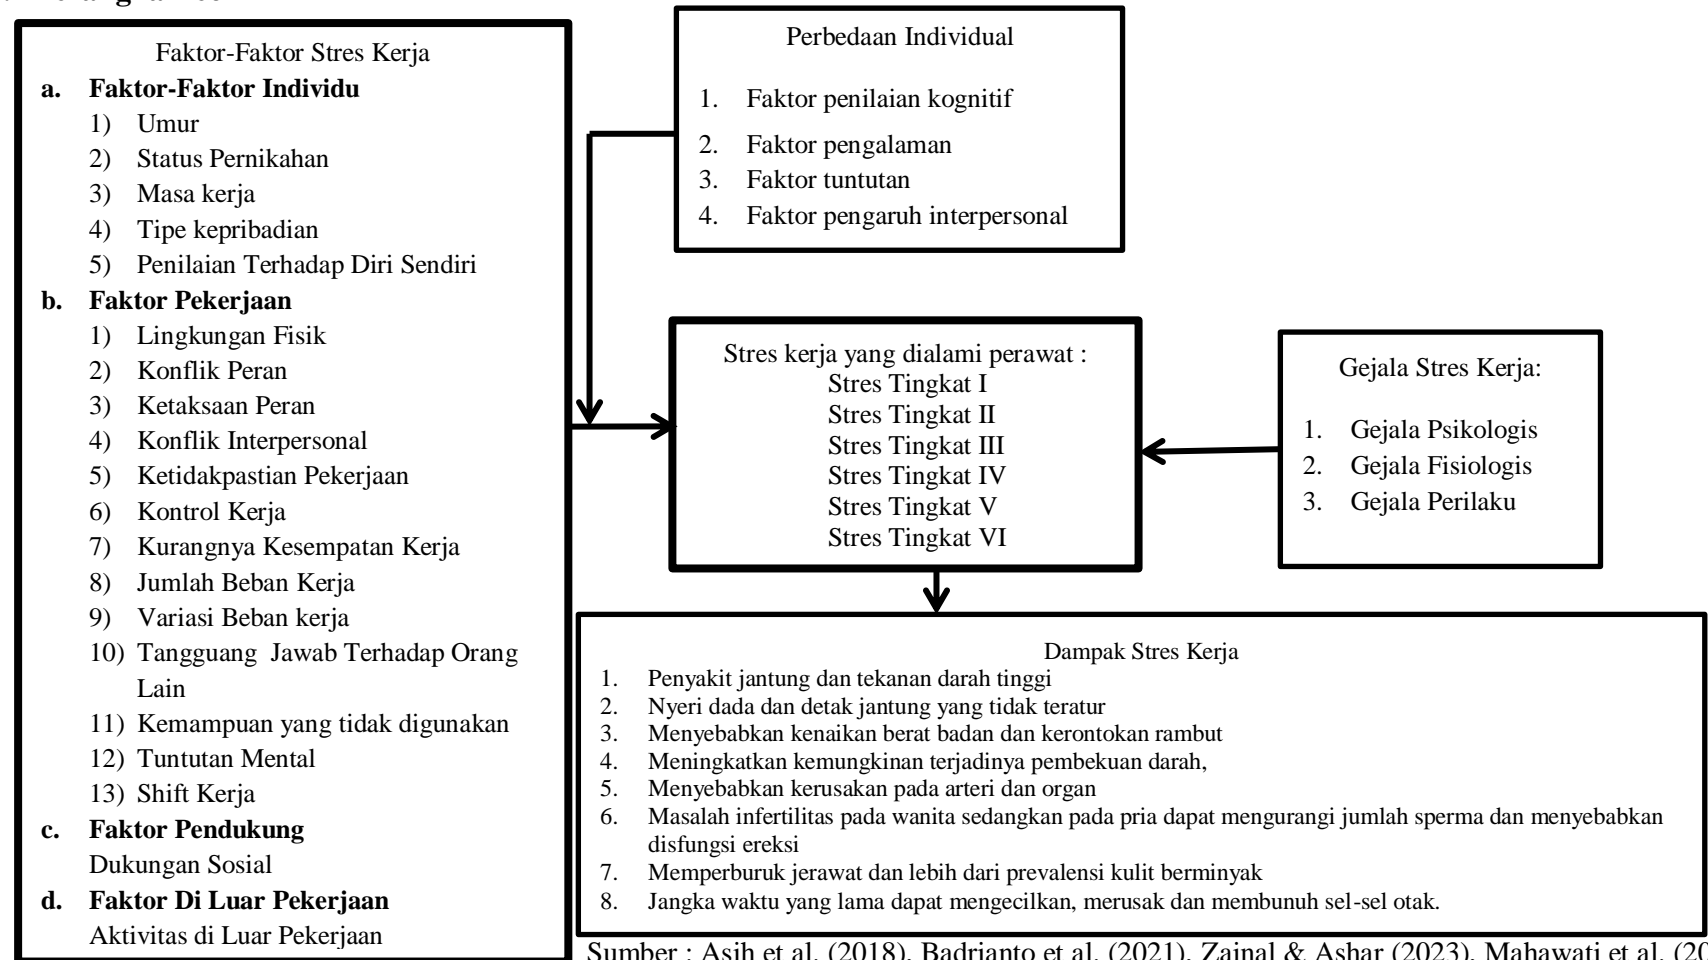 Faktor-Faktor Stres Kerja
a. Faktor-Faktor Individu
1) Umur
2) Status Pernikahan
3) Masa kerja
4) Tipe kepribadian
5) Penilaian Terhadap Diri Sendiri
b. Faktor Pekerjaan
1) Lingkungan Fisik
2) Konflik Peran
3) Ketaksaan Peran
4) Konflik Interpersonal
5) Ketidakpastian Pekerjaan
6) Kontrol Kerja
7) Kurangnya Kesempatan Kerja
8) Jumlah Beban Kerja
9) Variasi Beban kerja
10) Tangguang Jawab Terhadap Orang
Lain
11) Kemampuan yang tidak digunakan
12) Tuntutan Mental
13) Shift Kerja
c. Faktor Pendukung
Dukungan Sosial
d. Faktor Di Luar Pekerjaan
Aktivitas di Luar Pekerjaan
Perbedaan Individual
1. Faktor penilaian kognitif
2. Faktor pengalaman
3. Faktor tuntutan
4. Faktor pengaruh interpersonal
Stres kerja yang dialami perawat :
Stres Tingkat I
Stres Tingkat II
Stres Tingkat III
Stres Tingkat IV
Stres Tingkat V
Stres Tingkat VI
Gejala Stres Kerja:
1. Gejala Psikologis
2. Gejala Fisiologis
3. Gejala Perilaku
Dampak Stres Kerja
1. Penyakit jantung dan tekanan darah tinggi
2. Nyeri dada dan detak jantung yang tidak teratur
3. Menyebabkan kenaikan berat badan dan kerontokan rambut
4. Meningkatkan kemungkinan terjadinya pembekuan darah,
5. Menyebabkan kerusakan pada arteri dan organ
6. Masalah infertilitas pada wanita sedangkan pada pria dapat mengurangi jumlah sperma dan menyebabkan
disfungsi ereksi
7. Memperburuk jerawat dan lebih dari prevalensi kulit berminyak
8. Jangka waktu yang lama dapat mengecilkan, merusak dan membunuh sel-sel otak.
Sumber : Asih et al. (2018), Badrianto et al. (2021), Zainal & Ashar (2023), Mahawati et al. (20